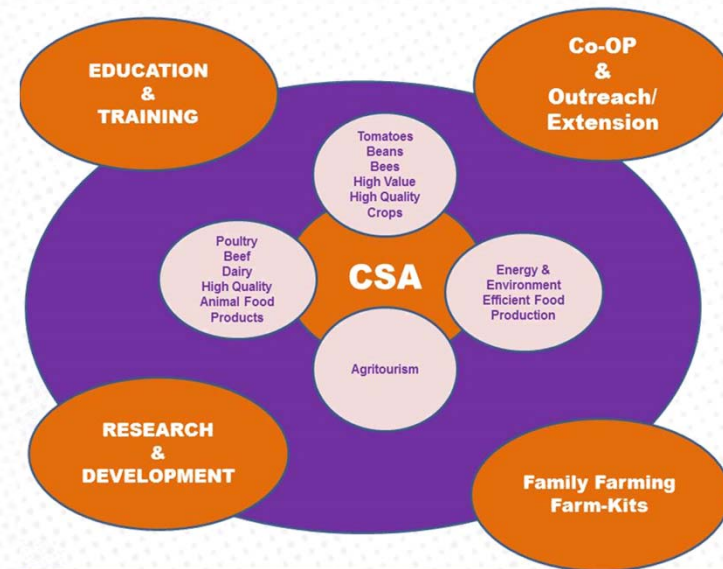 EDUCATION
&
TRAINING
Co-OP
&
Outreach/
Extension
Tomatoes
Beans
Bees
High Value
High Quality
Crops
Poultry
Beef
Dairy
High Quality
Animal Food
Products
CSA
Energy &
Environment
Efficient Food
Production
Agritourism
RESEARCH
&
DEVELOPMENT
Family Farming
Farm-Kits